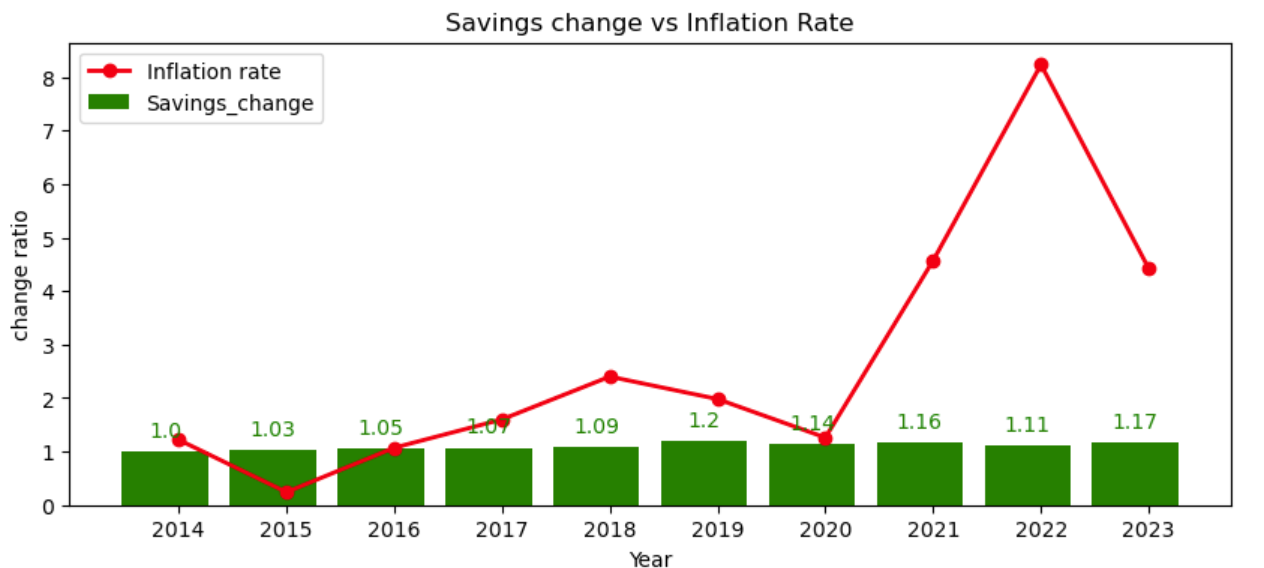 Savings change vs Inflation Rate
Inflation rate
Savings_change
change ratio
8
7
6
5
4
3
2
1
0
1.0 1.03 1.05 1.07 1.09 1.2 1.14 1.16 1.11 1.17
2014 2015 2016 2017 2018 2019 2020 2021 2022 2023
Year